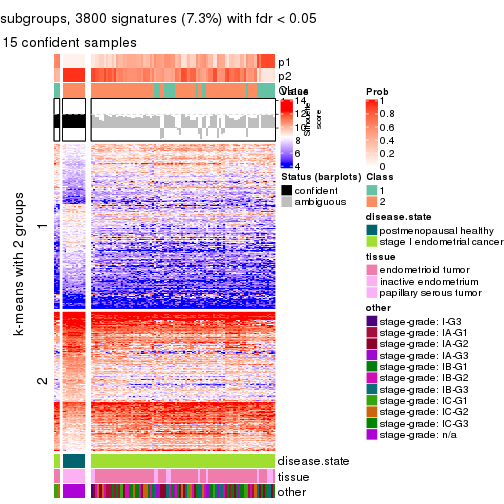 subgroups, 3800 signatures (7.3%) with fdr < 0.05
15 confident samples
p1
p2
Class
Value
14
12
10
8
6
4
Silhouette
score
Prob
1
0.8
0.6
0.4
0.2
0
Status (barplots)
confident
ambiguous
Class
1
2
disease.state
postmenopausal healthy
stage I endometrial cancer
tissue
endometrioid tumor
inactive endometrium
papillary serous tumor
other
stage-grade: I-G3
stage-grade: IA-G1
stage-grade: IA-G2
stage-grade: IA-G3
stage-grade: IB-G1
stage-grade: IB-G2
stage-grade: IB-G3
stage-grade: IC-G1
stage-grade: IC-G2
stage-grade: IC-G3
stage-grade: n/a
k-means with 2 groups
1
2
disease.state
tissue
other